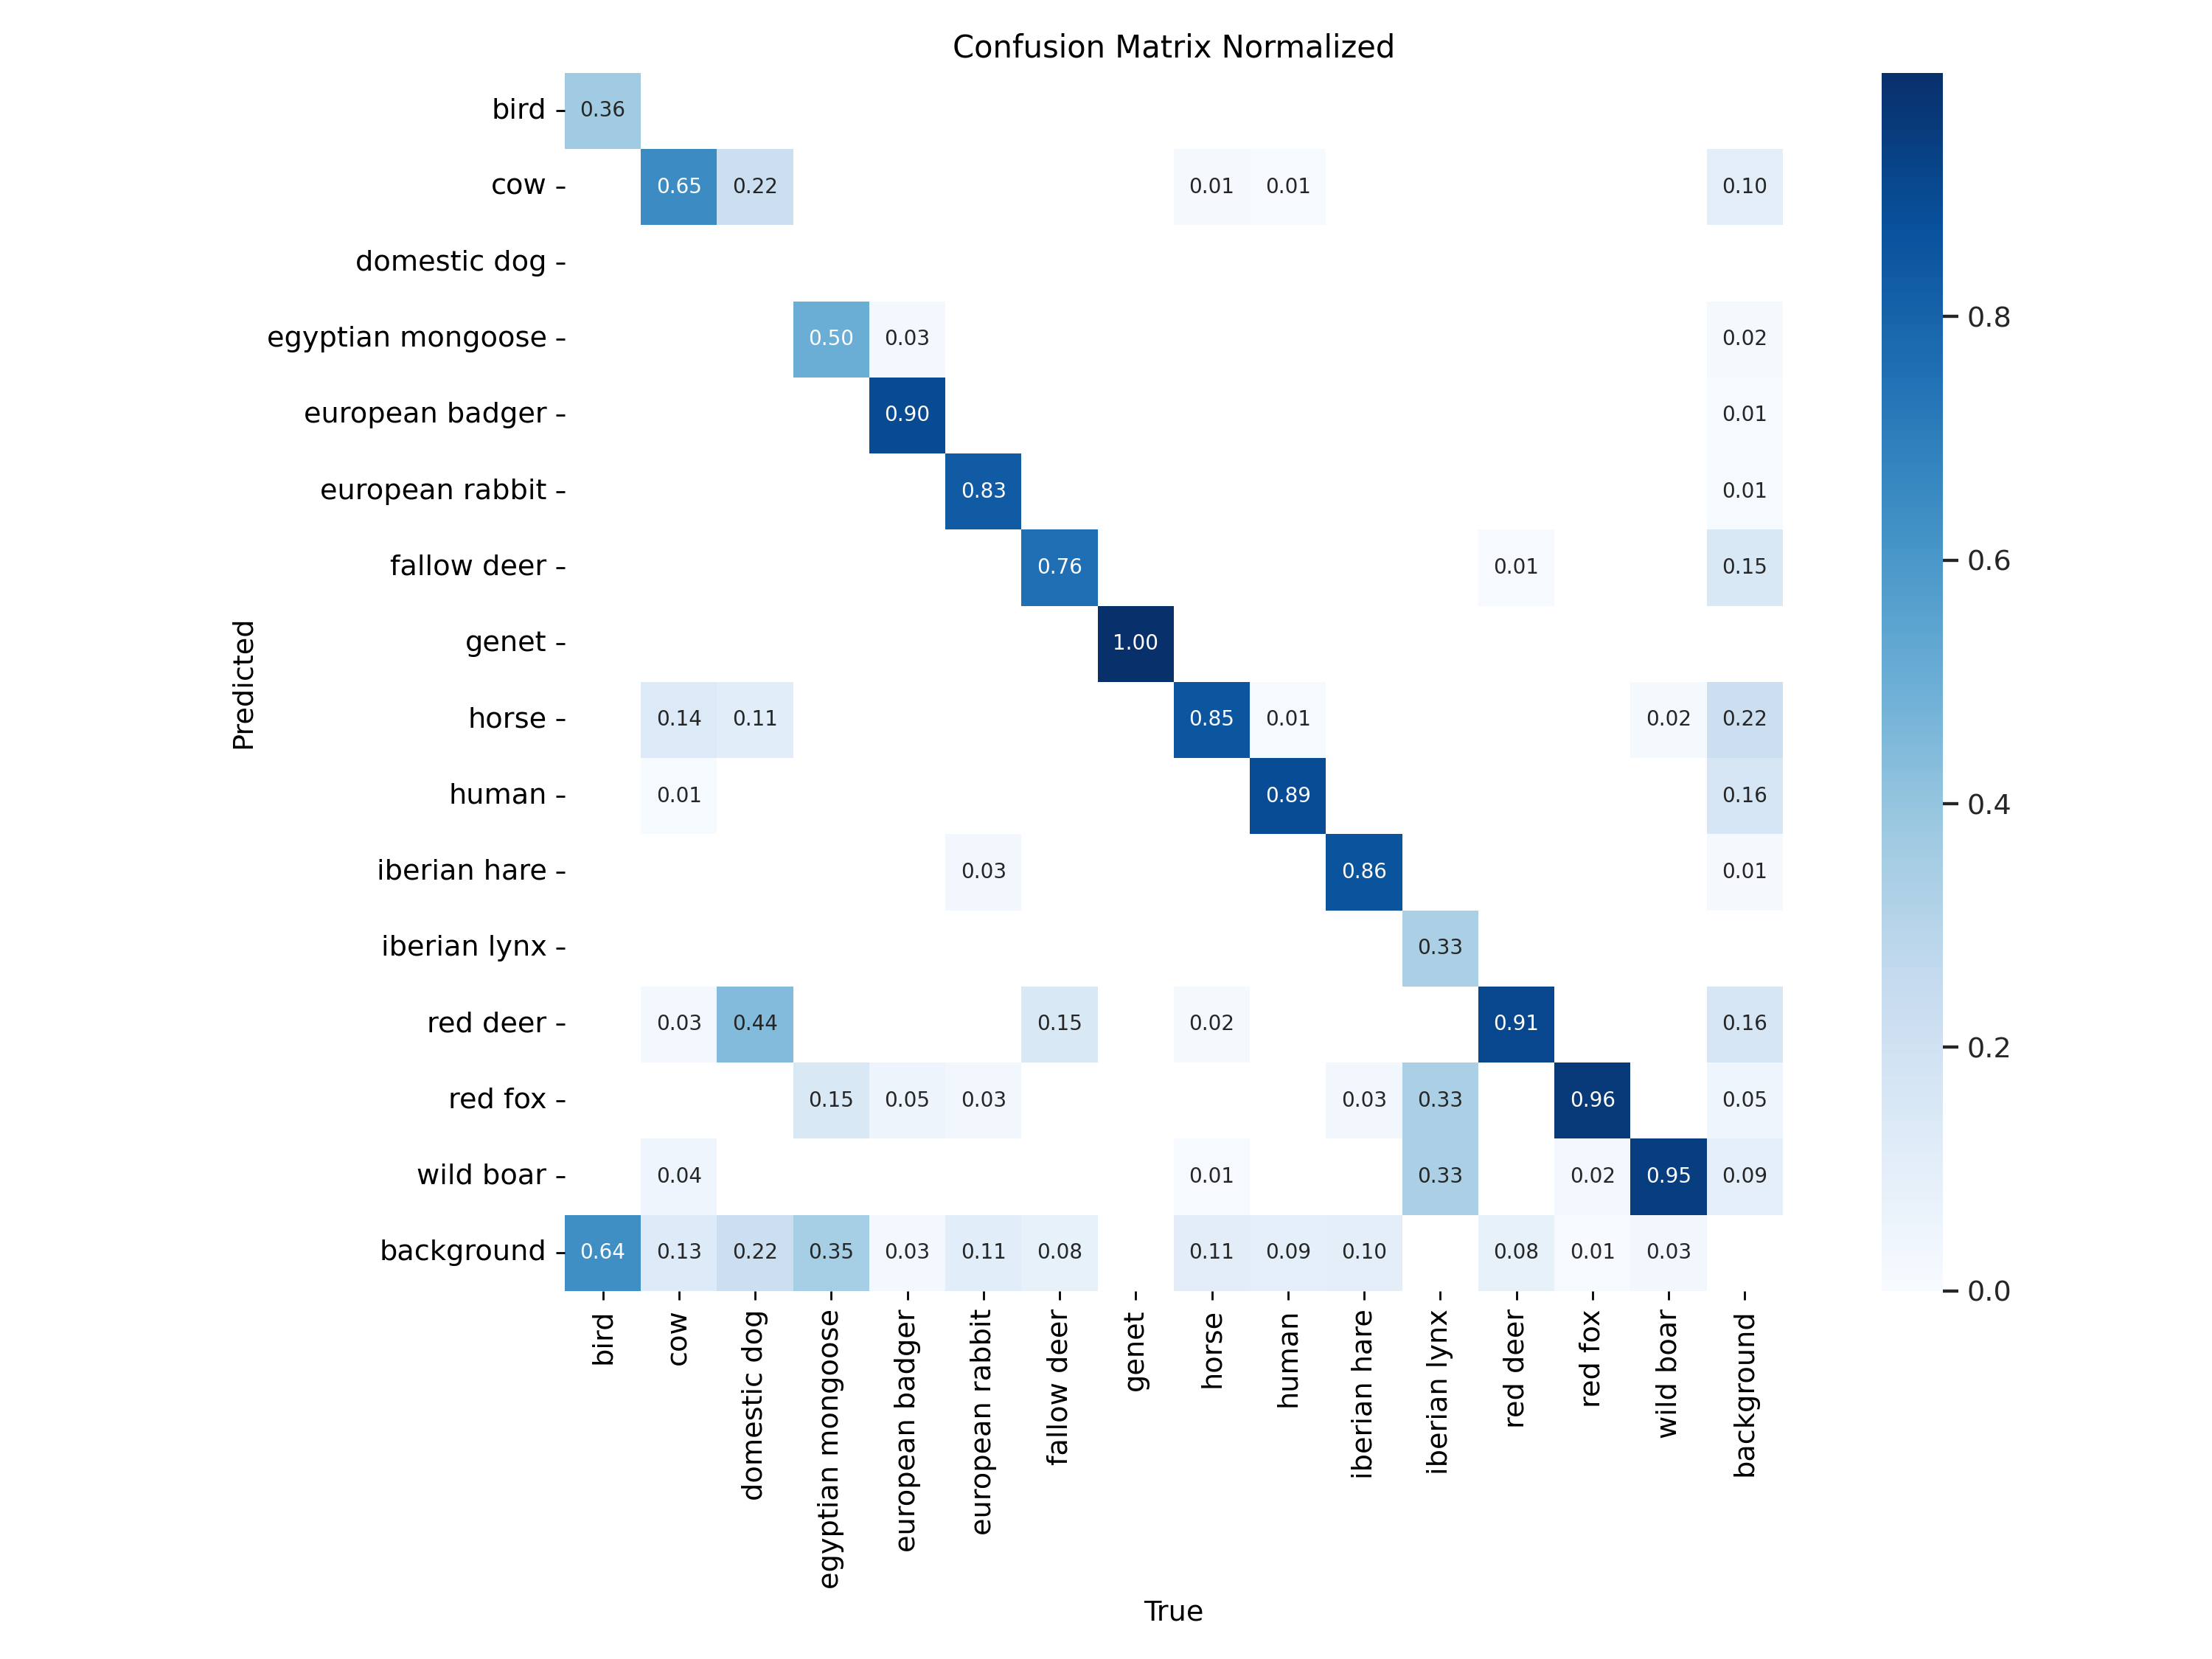 Confusion Matrix Normalized
bird 0.36
cow 0.65 0.22 0.01 0.01 0.10
domestic dog
egyptian mongoose 0.50 0.03 0.02
european badger 0.90 0.01
european rabbit 0.83 0.01
fallow deer 0.76 0.01 0.15
genet 1.00
horse 0.14 0.11 0.85 0.01 0.02 0.22
human 0.01 0.89 0.16
iberian hare 0.03 0.86 0.01
iberian lynx 0.33
red deer 0.03 0.44 0.15 0.02 0.91 0.16
red fox 0.15 0.05 0.03 0.03 0.33 0.96 0.05
wild boar 0.04 0.01 0.33 0.02 0.95 0.09
background 0.64 0.13 0.22 0.35 0.03 0.11 0.08 0.11 0.09 0.10 0.08 0.01 0.03
Predicted
bird
cow
domestic dog
egyptian mongoose
european badger
european rabbit
fallow deer
genet
horse
human
iberian hare
iberian lynx
red deer
red fox
wild boar
background
True
0.8
0.6
0.4
0.2
0.0